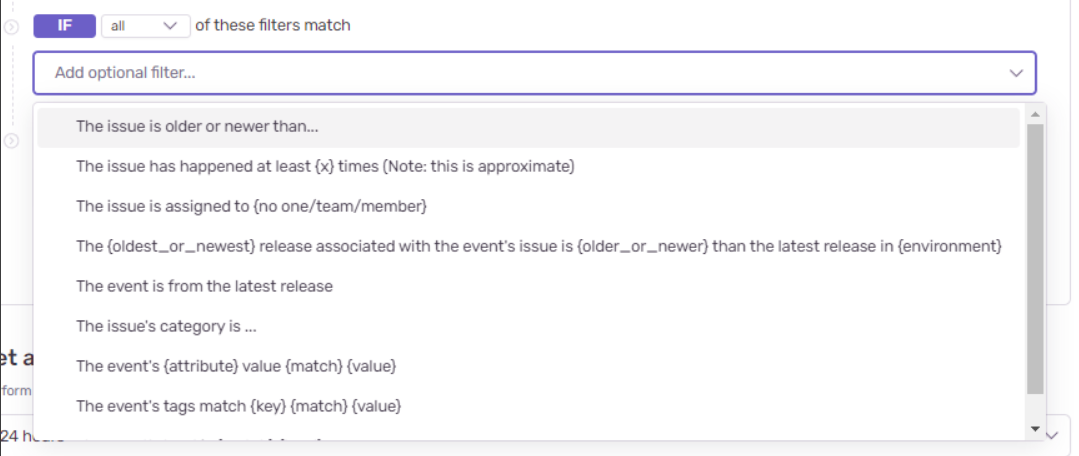 IF all of these filters match
Add optional filter...
The issue is older or newer than...
The issue has happened at least {x} times (Note: this is approximate)
The issue is assigned to {no one/team/member}
The {oldest_or_newest} release associated with the event's issue is {older_or_newer} than the latest release in {environment}
The event is from the latest release
The issue's category is ...
et a
The event's {attribute} value {match} {value}
form
The event's tags match {key} {match} {value}
24 h